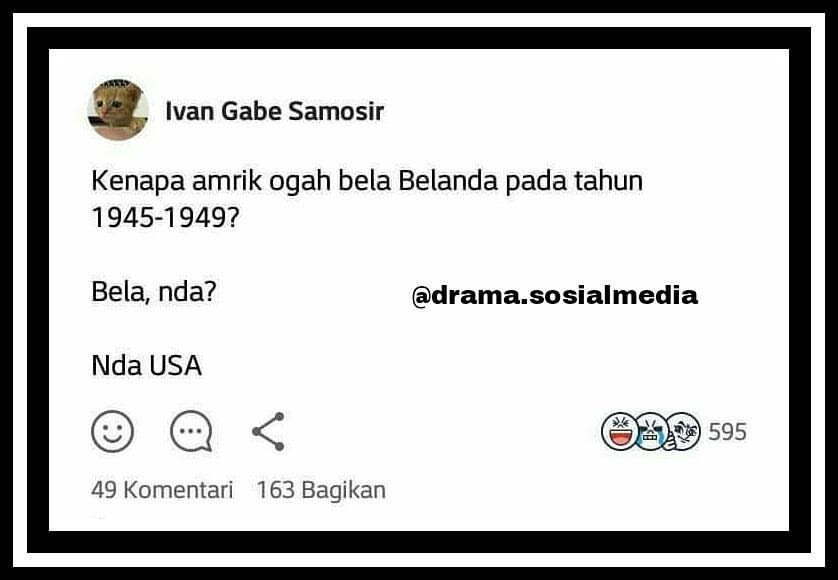 Ivan Gabe Samosir
Kenapa amrik ogah bela Belanda pada tahun
1945-1949?
Bela, nda?
@drama.sosialmedia
Nda USA
595
49 Komentari 163 Bagikan